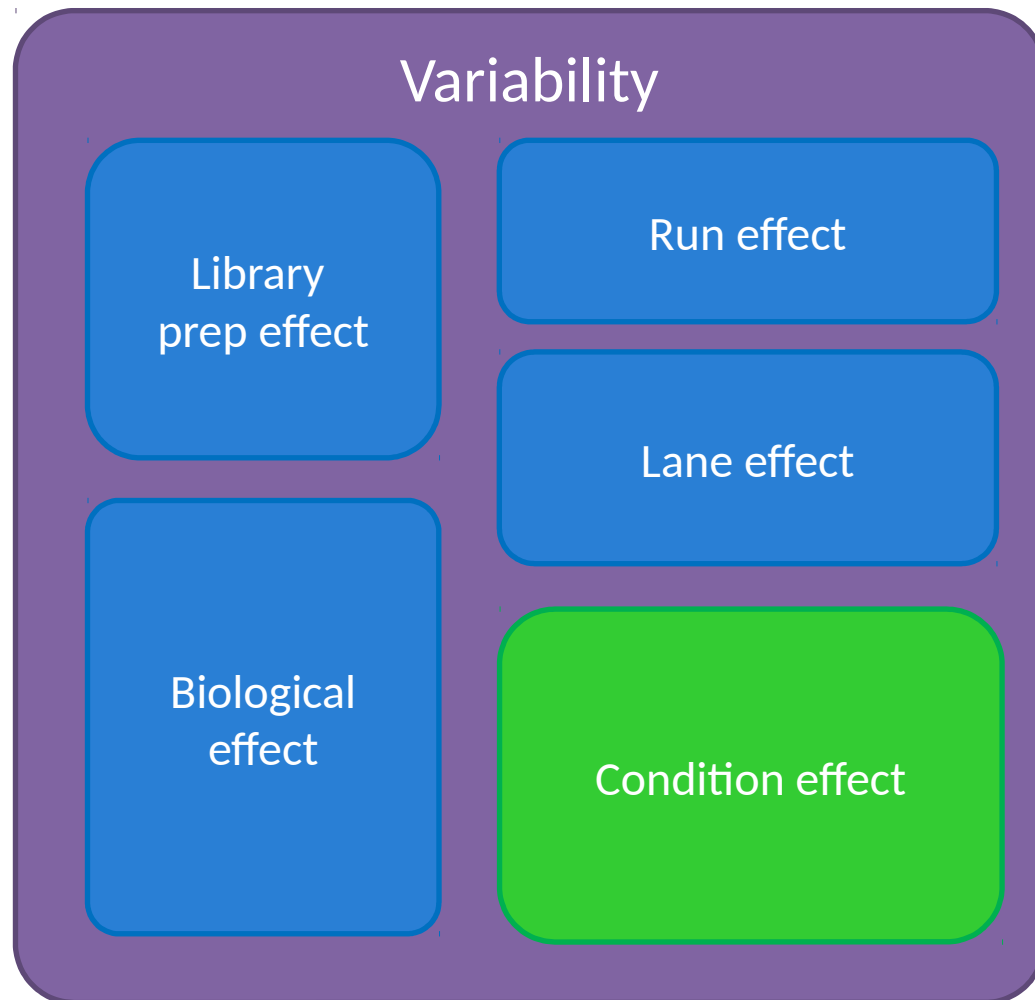 Variability
Library
prep effect
Run effect
Lane effect
Biological
effect
Condition effect